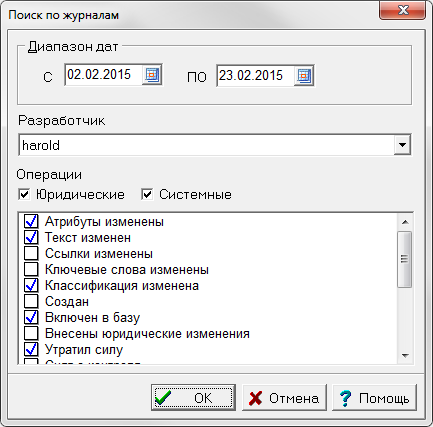 Поиск по журналам
Диапазон дат
С 02.02.2015 ПО 23.02.2015
Разработчик
harold
Операции
Юридические Системные
Атрибуты изменены
Текст изменен
Ссылки изменены
Ключевые слова изменены
Классификация изменена
Создан
Включен в базу
Внесены юридические изменения
Утратил силу
OK Отмена ? Помощь